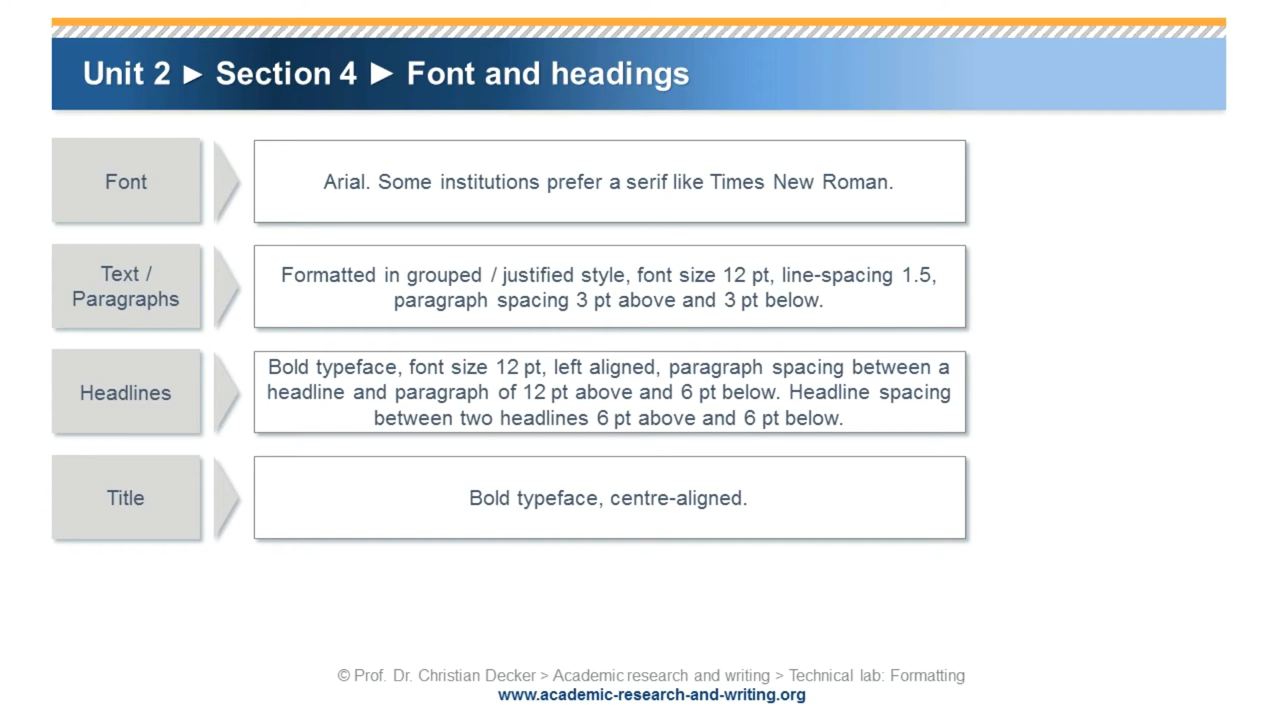 Unit 2 ► Section 4 ► Font and headings
Font
Arial. Some institutions prefer a serif like Times New Roman.
Text /
Paragraphs
Formatted in grouped / justified style, font size 12 pt, line-spacing 1.5,
paragraph spacing 3 pt above and 3 pt below.
Headlines
Bold typeface, font size 12 pt, left aligned, paragraph spacing between a
headline and paragraph of 12 pt above and 6 pt below. Headline spacing
between two headlines 6 pt above and 6 pt below.
Title
Bold typeface, centre-aligned.
© Prof. Dr. Christian Decker > Academic research and writing > Technical lab: Formatting
www.academic-research-and-writing.org